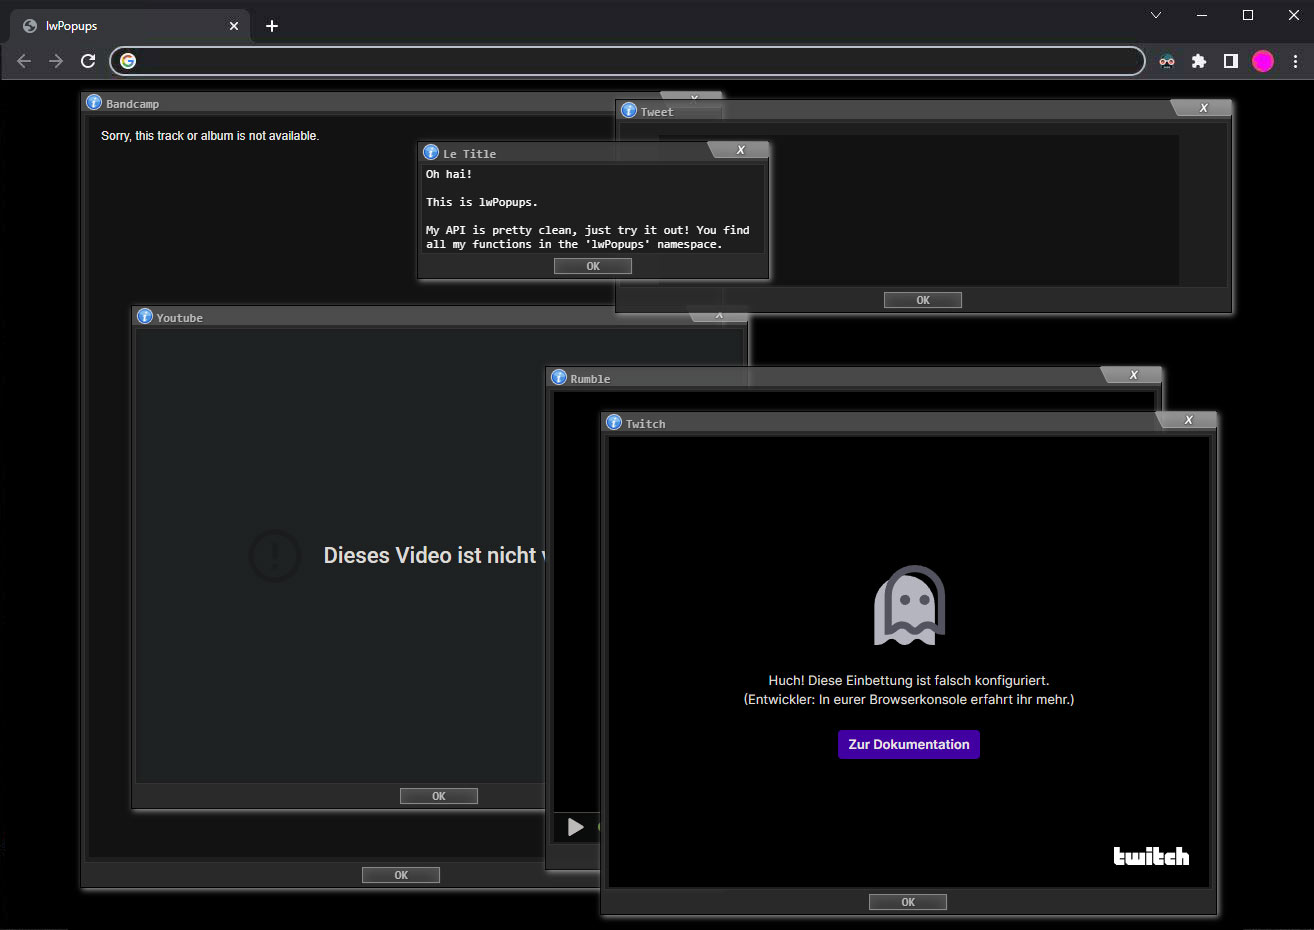 lwPopups
Bandcamp
X
Sorry, this track or album is not available.
Tweet
X
Le Title
X
Oh hai!
This is lwPopups.
My API is pretty clean, just try it out! You find
all my functions in the 'lwPopups' namespace.
OK
OK
Youtube
X
Dieses Video ist nicht
OK
OK
Rumble
X
Twitch
X
Huch! Diese Einbettung ist falsch konfiguriert.
(Entwickler: In eurer Browserkonsole erfahrt ihr mehr.)
Zur Dokumentation
twitch
OK